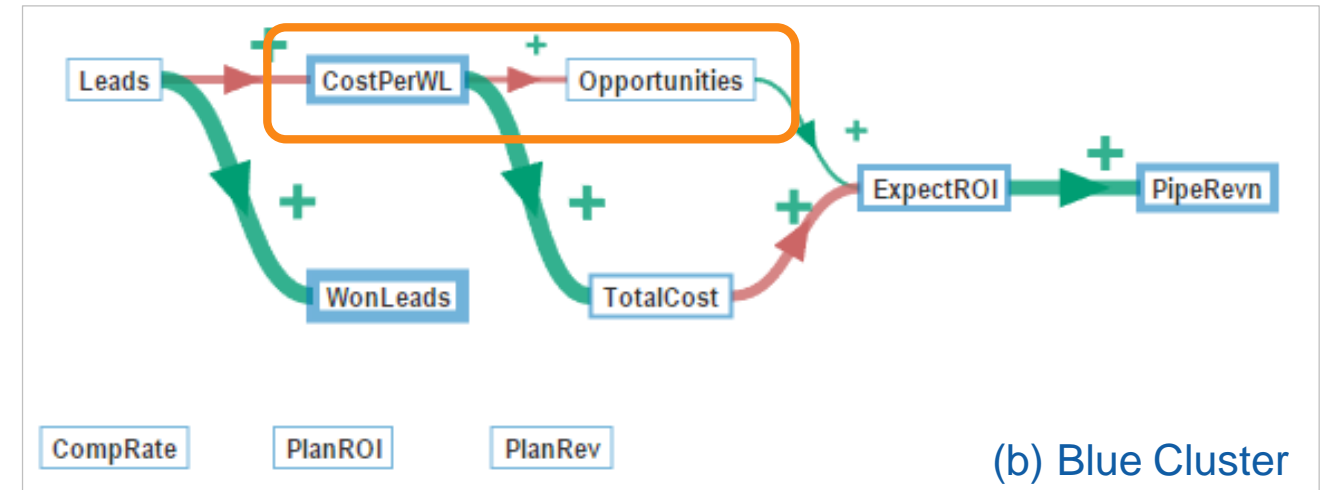 Leads
CostPerWL
Opportunities
ExpectROI
PipeRevn
WonLeads
TotalCost
CompRate
PlanROI
PlanRev
(b) Blue Cluster